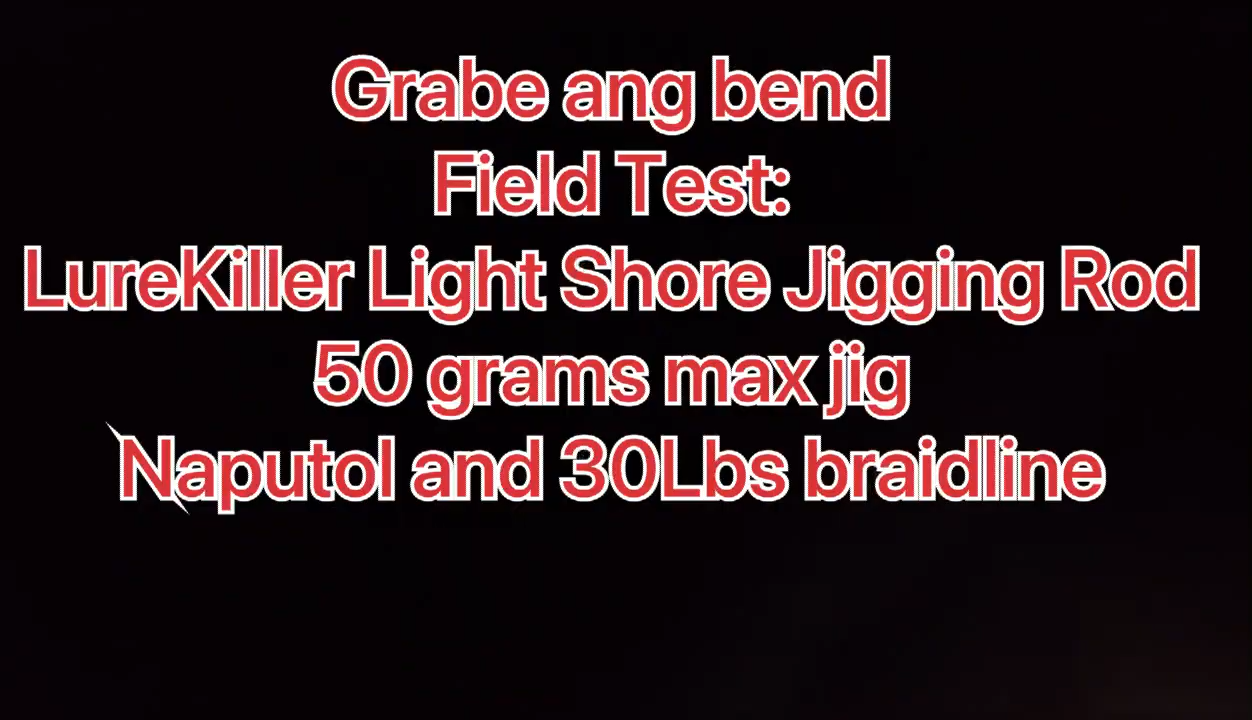 Grabe ang bend
Field Test:
LureKiller Light Shore Jigging Rod
50 grams max jig
Naputol and 30Lbs braidline